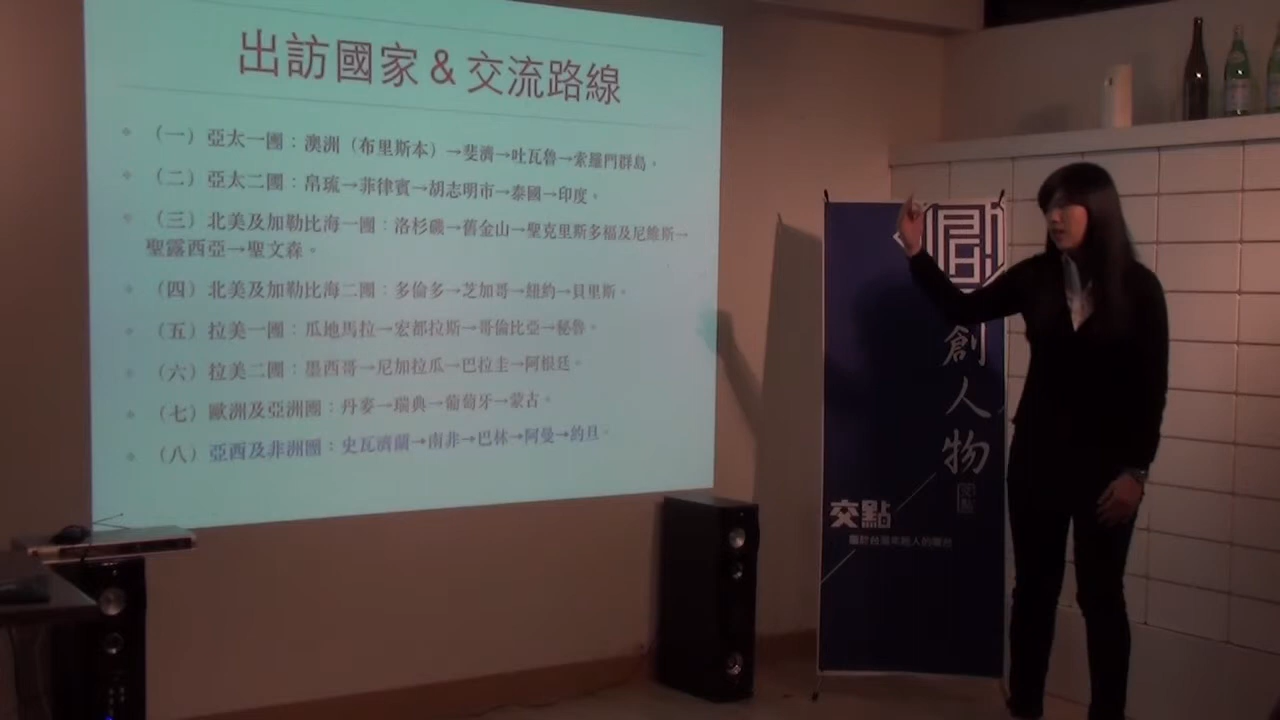 出訪國家 & 交流路線
（一）亞太一團：澳洲（布里斯本）→斐濟→吐瓦魯→索羅門群島。
（二）亞太二團：帛琉→菲律賓→胡志明市→泰國→印度。
（三）北美及加勒比海一團：洛杉磯→舊金山→聖克里斯多福及尼維斯→
聖露西亞→聖文森。
（四）北美及加勒比海二團：多倫多→芝加哥→紐約→貝里斯。
（五）拉美一團：瓜地馬拉→宏都拉斯→哥倫比亞→秘魯。
（六）拉美二團：墨西哥→尼加拉瓜→巴拉圭→阿根廷。
（七）歐洲及亞洲團：丹麥→瑞典→葡萄牙→蒙古。
（八）亞西及非洲團：史瓦濟蘭→南非→巴林→阿曼→約旦。
創人物
交點
交點